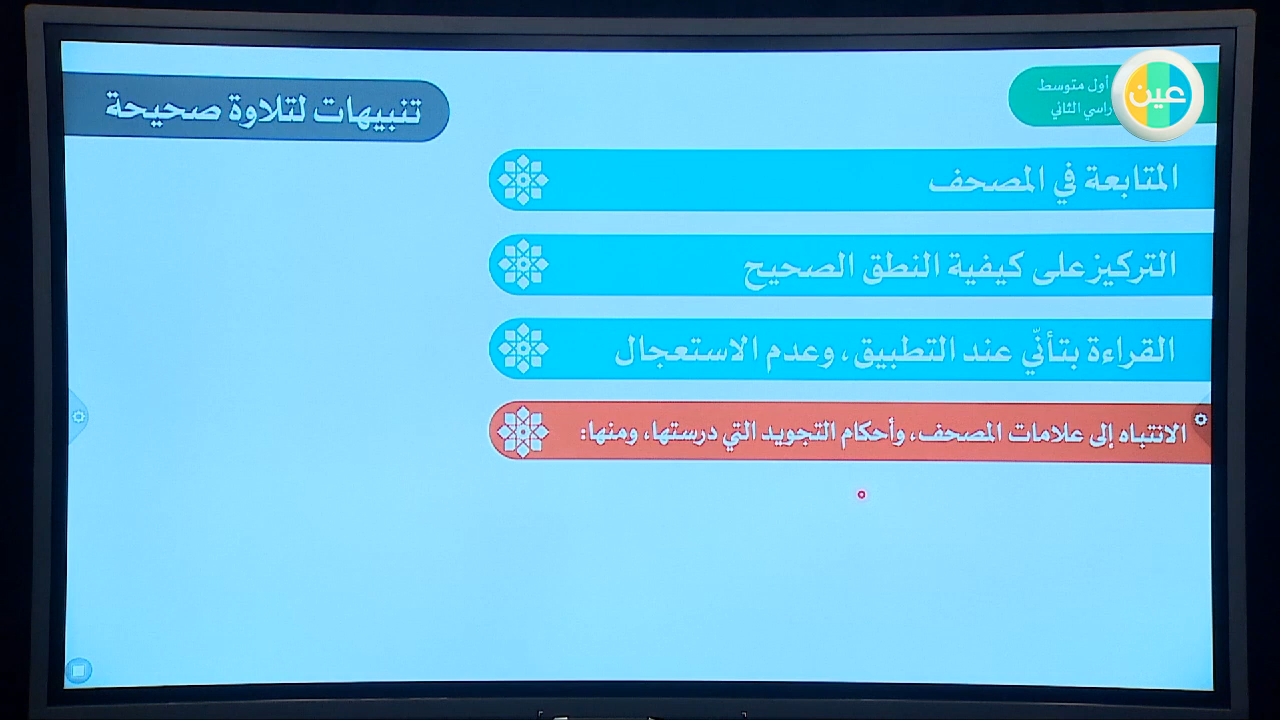 أول متوسط
راسي الثاني
عين
تنبيهات لتلاوة صحيحة
المتابعة في المصحف
التركيز على كيفية النطق الصحيح
القراءة بتأنّي عند التطبيق، وعدم الاستعجال
الانتباه إلى علامات المصحف، وأحكام التجويد التي درستها، ومنها: